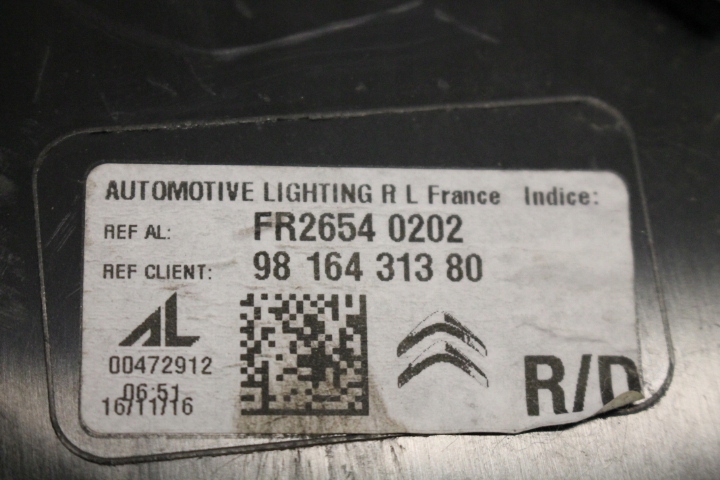 AUTOMOTIVE LIGHTING R L France Indice:
REF AL: FR2654 0202
REF CLIENT: 98 164 313 80
AL
00472912
06:51
16/11/16
R/D